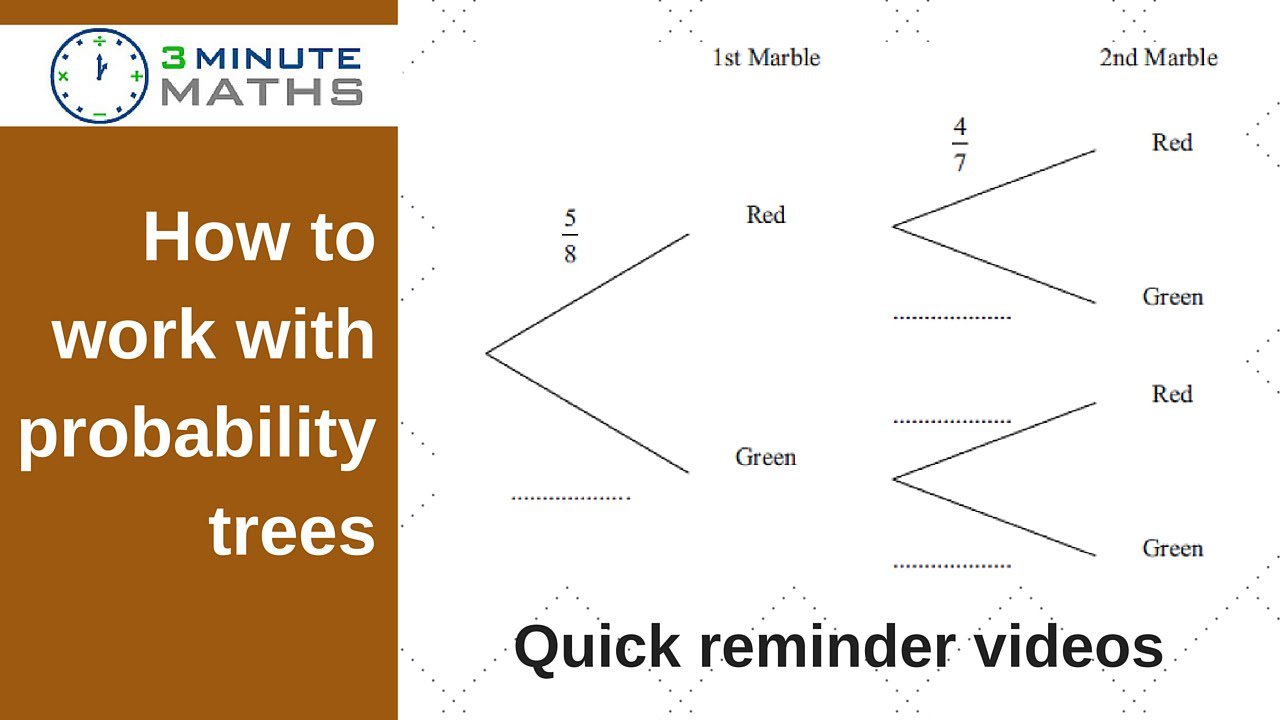 3 MINUTE
MATHS
How to
work with
probability
trees
1st Marble
2nd Marble
5
8
Red
Green
....................
4
7
Red
Green
....................
....................
Red
Green
....................
Quick reminder videos